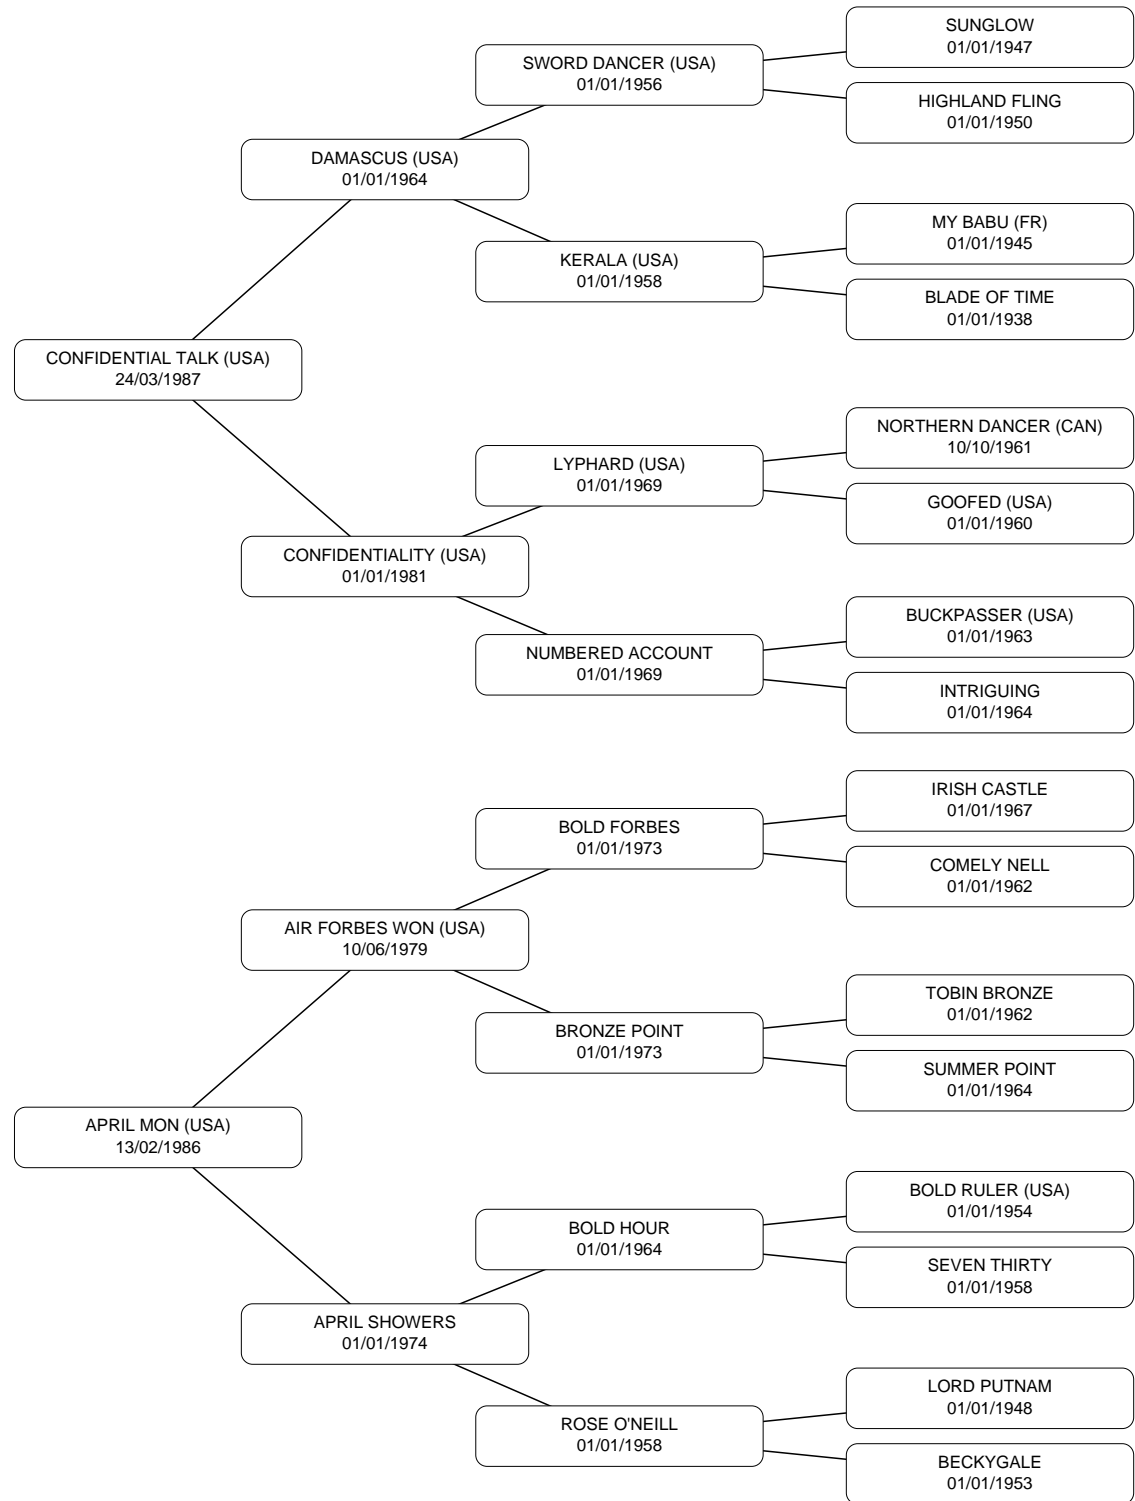 SUNGLOW
01/01/1947
SWORD DANCER (USA)
01/01/1956
HIGHLAND FLING
01/01/1950
DAMASCUS (USA)
01/01/1964
MY BABU (FR)
01/01/1945
KERALA (USA)
01/01/1958
BLADE OF TIME
01/01/1938
CONFIDENTIAL TALK (USA)
24/03/1987
NORTHERN DANCER (CAN)
10/10/1961
LYPHARD (USA)
01/01/1969
GOOFED (USA)
01/01/1960
CONFIDENTIALITY (USA)
01/01/1981
BUCKPASSER (USA)
01/01/1963
NUMBERED ACCOUNT
01/01/1969
INTRIGUING
01/01/1964
IRISH CASTLE
01/01/1967
BOLD FORBES
01/01/1973
COMELY NELL
01/01/1962
AIR FORBES WON (USA)
10/06/1979
TOBIN BRONZE
01/01/1962
BRONZE POINT
01/01/1973
SUMMER POINT
01/01/1964
APRIL MON (USA)
13/02/1986
BOLD RULER (USA)
01/01/1954
BOLD HOUR
01/01/1964
SEVEN THIRTY
01/01/1958
APRIL SHOWERS
01/01/1974
LORD PUTNAM
01/01/1948
ROSE O'NEILL
01/01/1958
BECKYGALE
01/01/1953